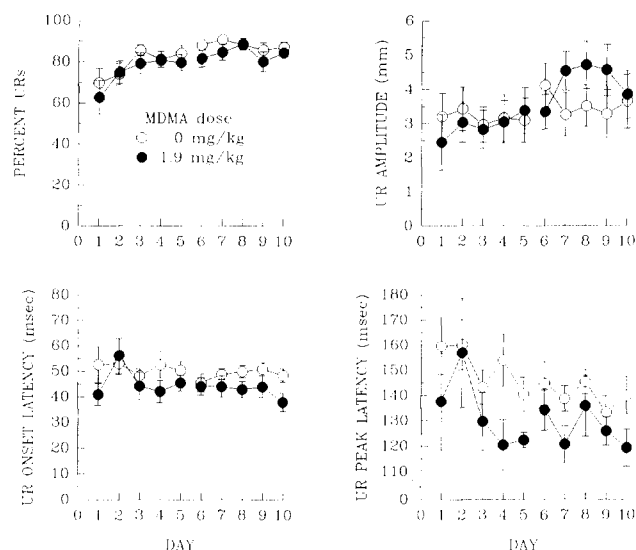 PERCENT URs
100
80
60
40
20
0
MDMA dose
0 mg/kg
1.9 mg/kg
0 1 2 3 4 5 6 7 8 9 10
UR AMPLITUDE (mm)
6
5
4
3
2
1
0
0 1 2 3 4 5 6 7 8 9 10
UR ONSET LATENCY (msec)
80
70
60
50
40
30
20
10
0
0 1 2 3 4 5 6 7 8 9 10
DAY
UR PEAK LATENCY (msec)
180
170
160
150
140
130
120
110
0
0 1 2 3 4 5 6 7 8 9 10
DAY